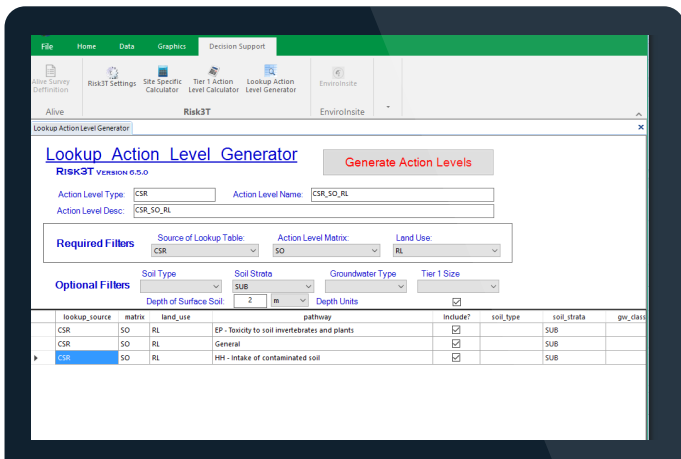 File Home Data Graphics Decision Support
Alive Survey Deffinition
Risk3T Settings
Site Specific Calculator
Tier 1 Action Level Calculator
Lookup Action Level Generator
EnviroInsite
Alive Risk3T EnviroInsite
Lookup Action Level Generator
Lookup Action Level Generator
Risk3T Version 6.5.0
Generate Action Levels
Action Level Type: CSR Action Level Name: CSR_SO_RL
Action Level Desc: CSR_SO_RL
Required Filters
Source of Lookup Table: Action Level Matrix: Land Use:
CSR SO RL
Optional Filters
Soil Type Soil Strata Groundwater Type Tier 1 Size
SUB
Depth of Surface Soil: 2 m Depth Units
lookup_source matrix land_use pathway Include? soil_type soil_strata gw_class
CSR SO RL EP - Toxicity to soil invertebrates and plants SUB
CSR SO RL General SUB
CSR SO RL HH - Intake of contaminated soil SUB